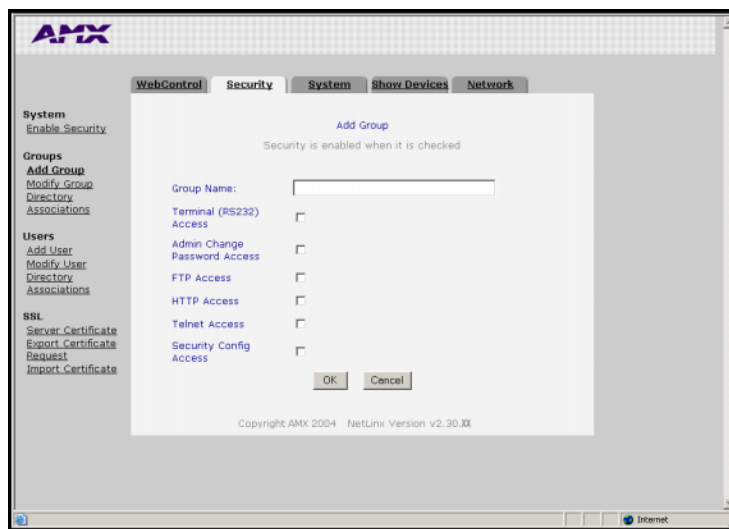 AMX
WebControl
Security
System
Show Devices
Network
System
Enable Security
Groups
Add Group
Modify Group
Directory
Associations
Users
Add User
Modify User
Directory
Associations
SSL
Server Certificate
Export Certificate
Request
Import Certificate
Add Group
Security is enabled when it is checked
Group Name:
Terminal (RS232)
Access
Admin Change
Password Access
FTP Access
HTTP Access
Telnet Access
Security Config
Access
OK
Cancel
Copyright AMX 2004 NetLinx Version v2.30.XX
Internet